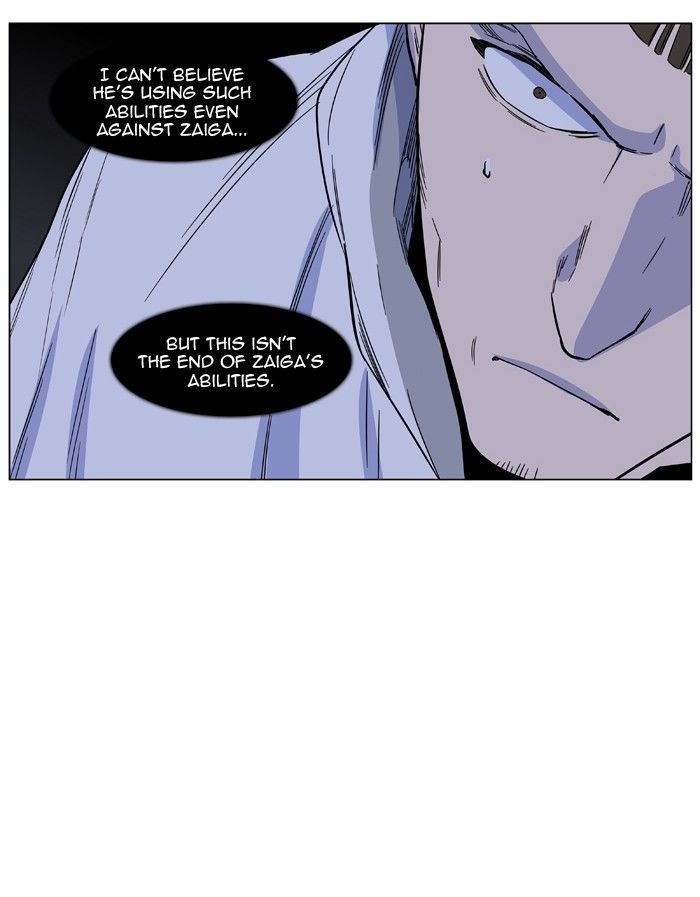 I CAN'T BELIEVE
HE'S USING SUCH
ABILITIES EVEN
AGAINST ZAIGA...
BUT THIS ISN'T
THE END OF ZAIGA'S
ABILITIES.